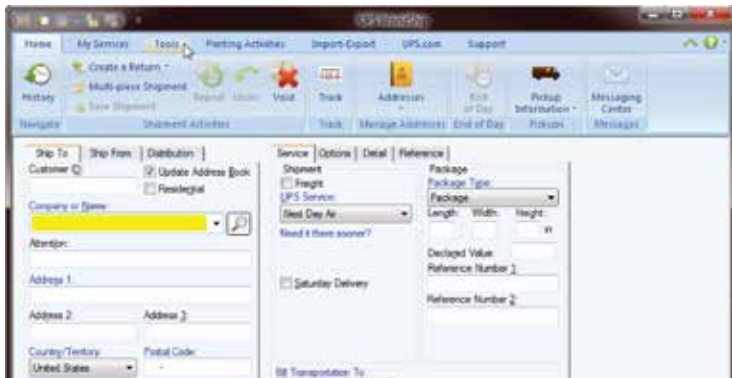 UPS WorldShip
Home My Services Tools Printing Activities Import-Export UPS.com Support
History
Create a Return
Multi-piece Shipment
Save Shipment
Repeat
Undo
Void
Track
Addresses
End of Day
Pickup Information
Messaging Center
Navigate Shipment Activities Track Manage Addresses End of Day Pickups Messages
Ship To Ship From Distribution
Customer ID:
Update Address Book
Residential
Company or Name:
Attention:
Address 1:
Address 2: Address 3:
Country/Territory: Postal Code:
United States -
Service Options Detail Reference
Shipment
Freight
UPS Service:
Next Day Air
Need it there sooner?
Saturday Delivery
Bill Transportation To:
Package
Package Type:
Package
Length: Width: Height:
in
Declared Value:
Reference Number 1:
Reference Number 2: